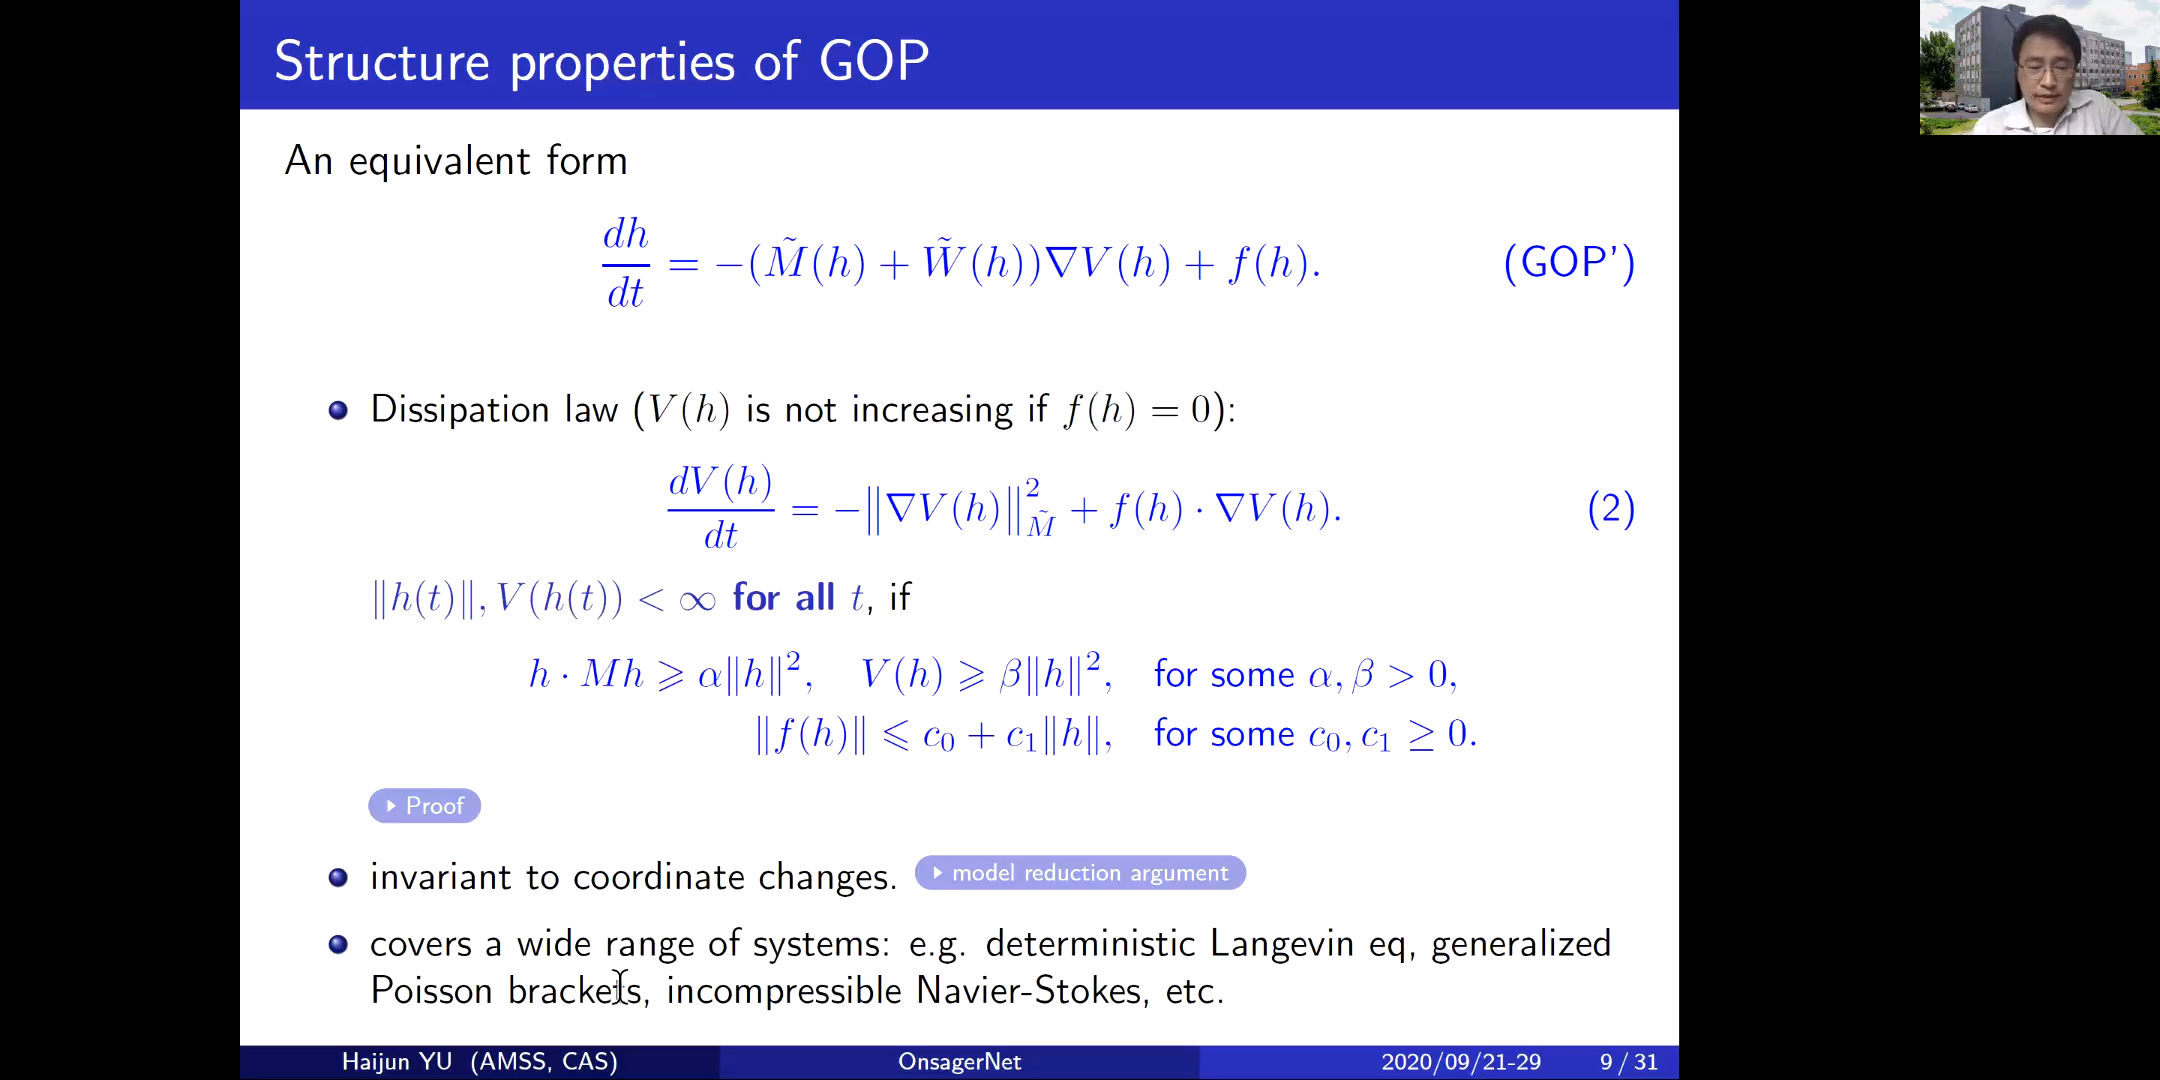 Structure properties of GOP
An equivalent form
dh/dt = −(M̃(h) + W̃(h))∇V(h) + f(h). (GOP')
Dissipation law (V(h) is not increasing if f(h) = 0):
dV(h)/dt = −‖∇V(h)‖²_M̃ + f(h) · ∇V(h). (2)
‖h(t)‖, V(h(t)) < ∞ for all t, if
h · Mh ⩾ α‖h‖², V(h) ⩾ β‖h‖², for some α, β > 0,
‖f(h)‖ ⩽ c₀ + c₁‖h‖, for some c₀, c₁ ≥ 0.
Proof
invariant to coordinate changes. model reduction argument
covers a wide range of systems: e.g. deterministic Langevin eq, generalized
Poisson brackets, incompressible Navier-Stokes, etc.
Haijun YU (AMSS, CAS) OnsagerNet 2020/09/21-29 9 / 31